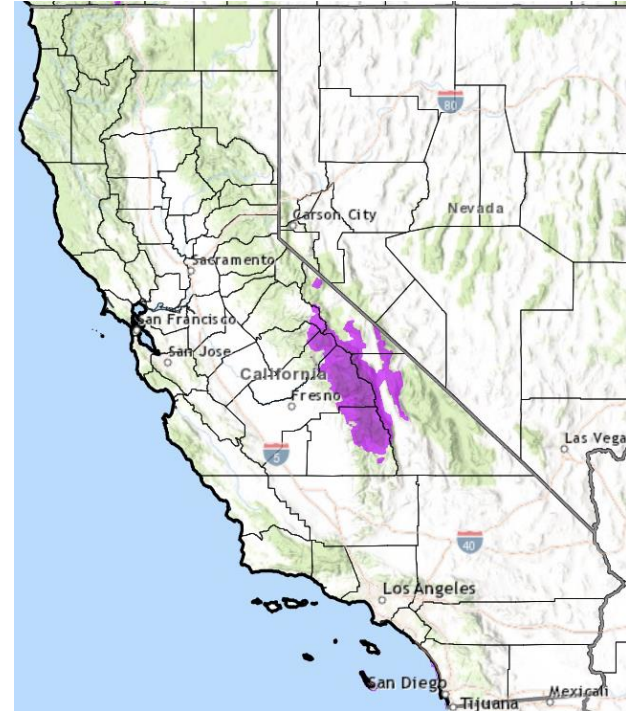 80
Nevada
Carson City
Sacramento
San Francisco
San Jose
California
Fresno
5
Las Vega
40
Los Angeles
San Diego
Tijuana
Mexicali